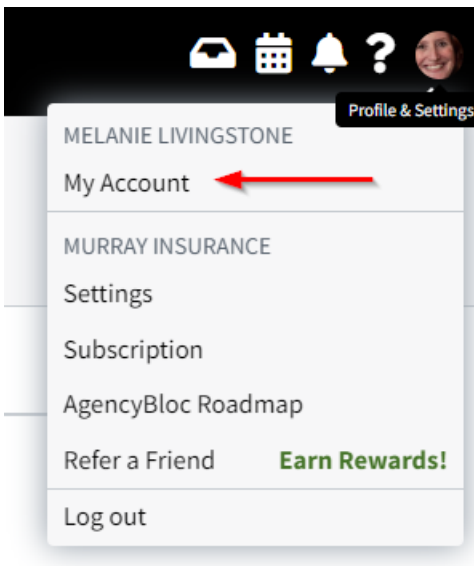 Profile & Settings
MELANIE LIVINGSTONE
My Account
MURRAY INSURANCE
Settings
Subscription
AgencyBloc Roadmap
Refer a Friend Earn Rewards!
Log out